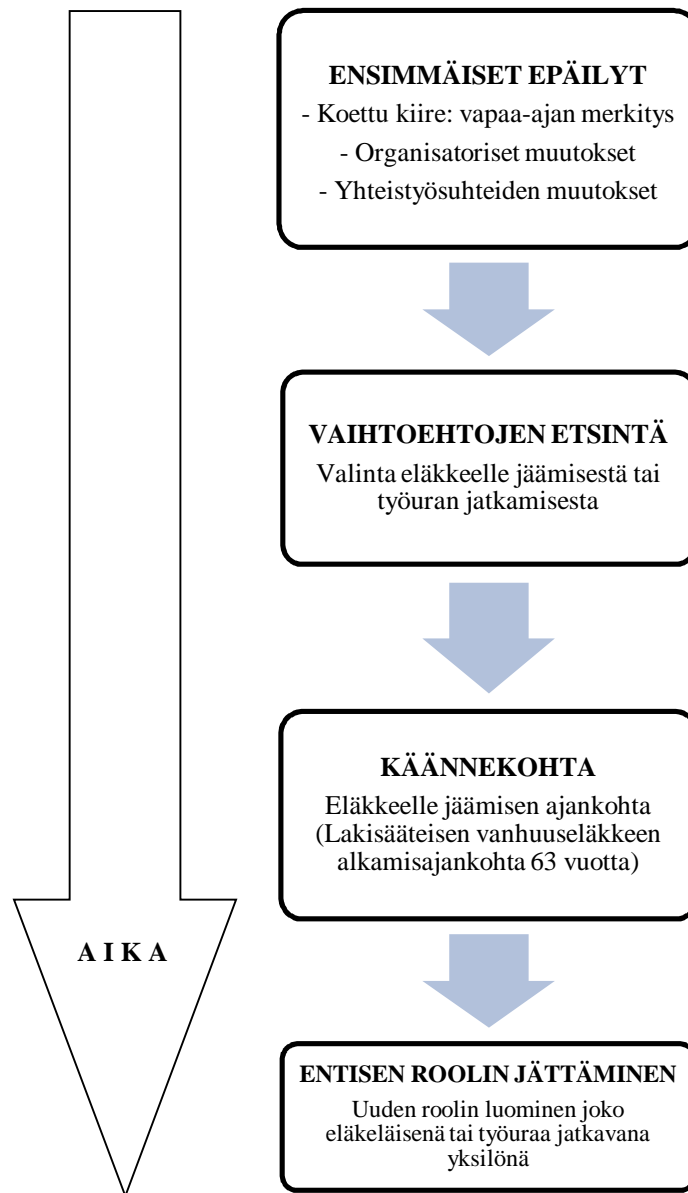 ENSIMMÄISET EPÄILYT
- Koettu kiire: vapaa-ajan merkitys
- Organisatoriset muutokset
- Yhteistyösuhteiden muutokset
VAIHTOEHTOJEN ETSINTÄ
Valinta eläkkeelle jäämisestä tai
työuran jatkamisesta
KÄÄNNEKOHTA
Eläkkeelle jäämisen ajankohta
(Lakisääteisen vanhuuseläkkeen
alkamisajankohta 63 vuotta)
A I K A
ENTISEN ROOLIN JÄTTÄMINEN
Uuden roolin luominen joko
eläkeläisenä tai työuraa jatkavana
yksilönä